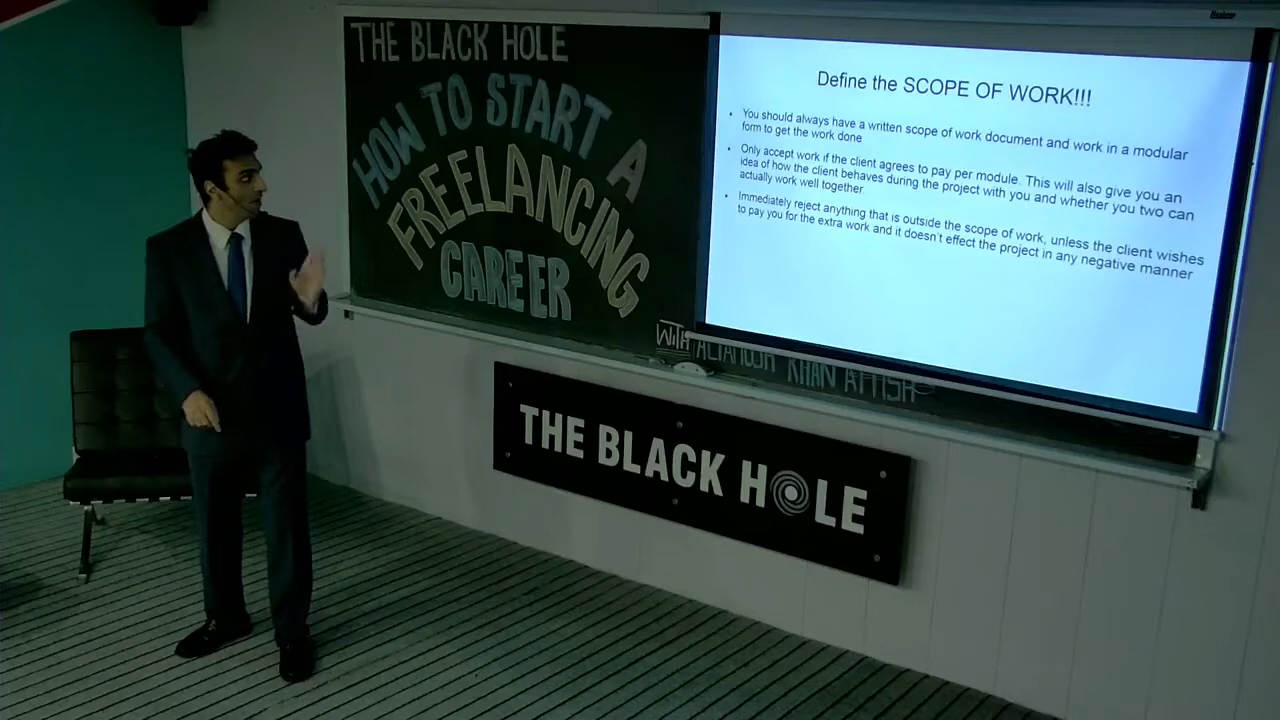 THE BLACK HOLE
HOW TO START A
FREELANCING
CAREER
WITH ALTAMUSH KHAN ATTISH
Define the SCOPE OF WORK!!!
• You should always have a written scope of work document and work in a modular
form to get the work done
• Only accept work if the client agrees to pay per module. This will also give you an
idea of how the client behaves during the project with you and whether you two can
actually work well together
• Immediately reject anything that is outside the scope of work, unless the client wishes
to pay you for the extra work and it doesn't effect the project in any negative manner
THE BLACK HOLE